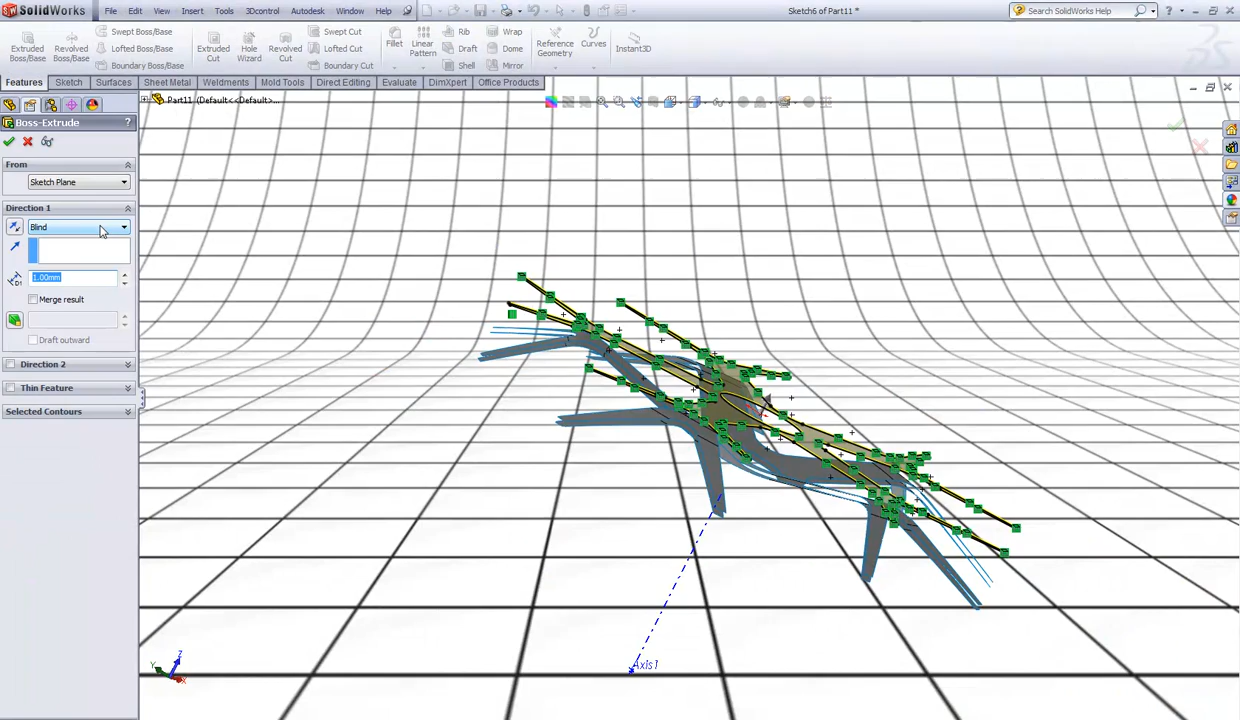 SolidWorks File Edit View Insert Tools 3Dcontrol Autodesk Window Help Sketch6 of Part11 * Search SolidWorks Help
Extruded Boss/Base
Revolved Boss/Base
Swept Boss/Base
Lofted Boss/Base
Boundary Boss/Base
Extruded Cut
Hole Wizard
Revolved Cut
Swept Cut
Lofted Cut
Boundary Cut
Fillet
Linear Pattern
Rib
Draft
Shell
Wrap
Dome
Mirror
Reference Geometry
Curves
Instant3D
Features Sketch Surfaces Sheet Metal Weldments Mold Tools Direct Editing Evaluate DimXpert Office Products
Part11 (Default<<Default>...
Boss-Extrude ?
From
Sketch Plane
Direction 1
Blind
D1 1.00mm
Merge result
Draft outward
Direction 2
Thin Feature
Selected Contours
Axis1
Z
Y
X